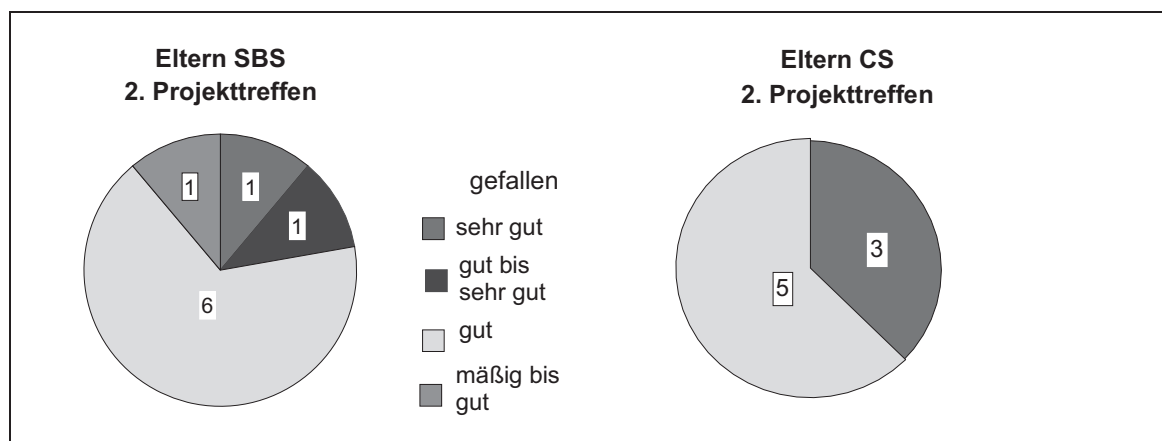 Eltern SBS
2. Projekttreffen
1
1
1
6
gefallen
sehr gut
gut bis
sehr gut
gut
mäßig bis
gut
Eltern CS
2. Projekttreffen
3
5